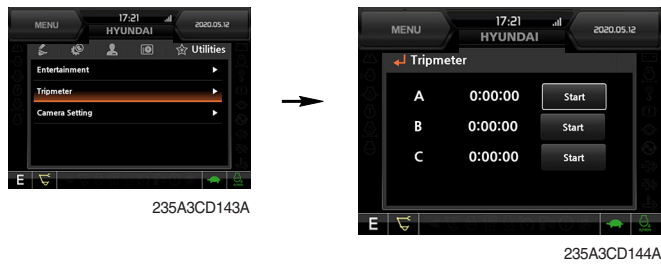 MENU
17:21
HYUNDAI
2020.05.12
Utilities
Entertainment
Tripmeter
Camera Setting
E
235A3CD143A
MENU
17:21
HYUNDAI
2020.05.12
Tripmeter
A 0:00:00 Start
B 0:00:00 Start
C 0:00:00 Start
E
235A3CD144A